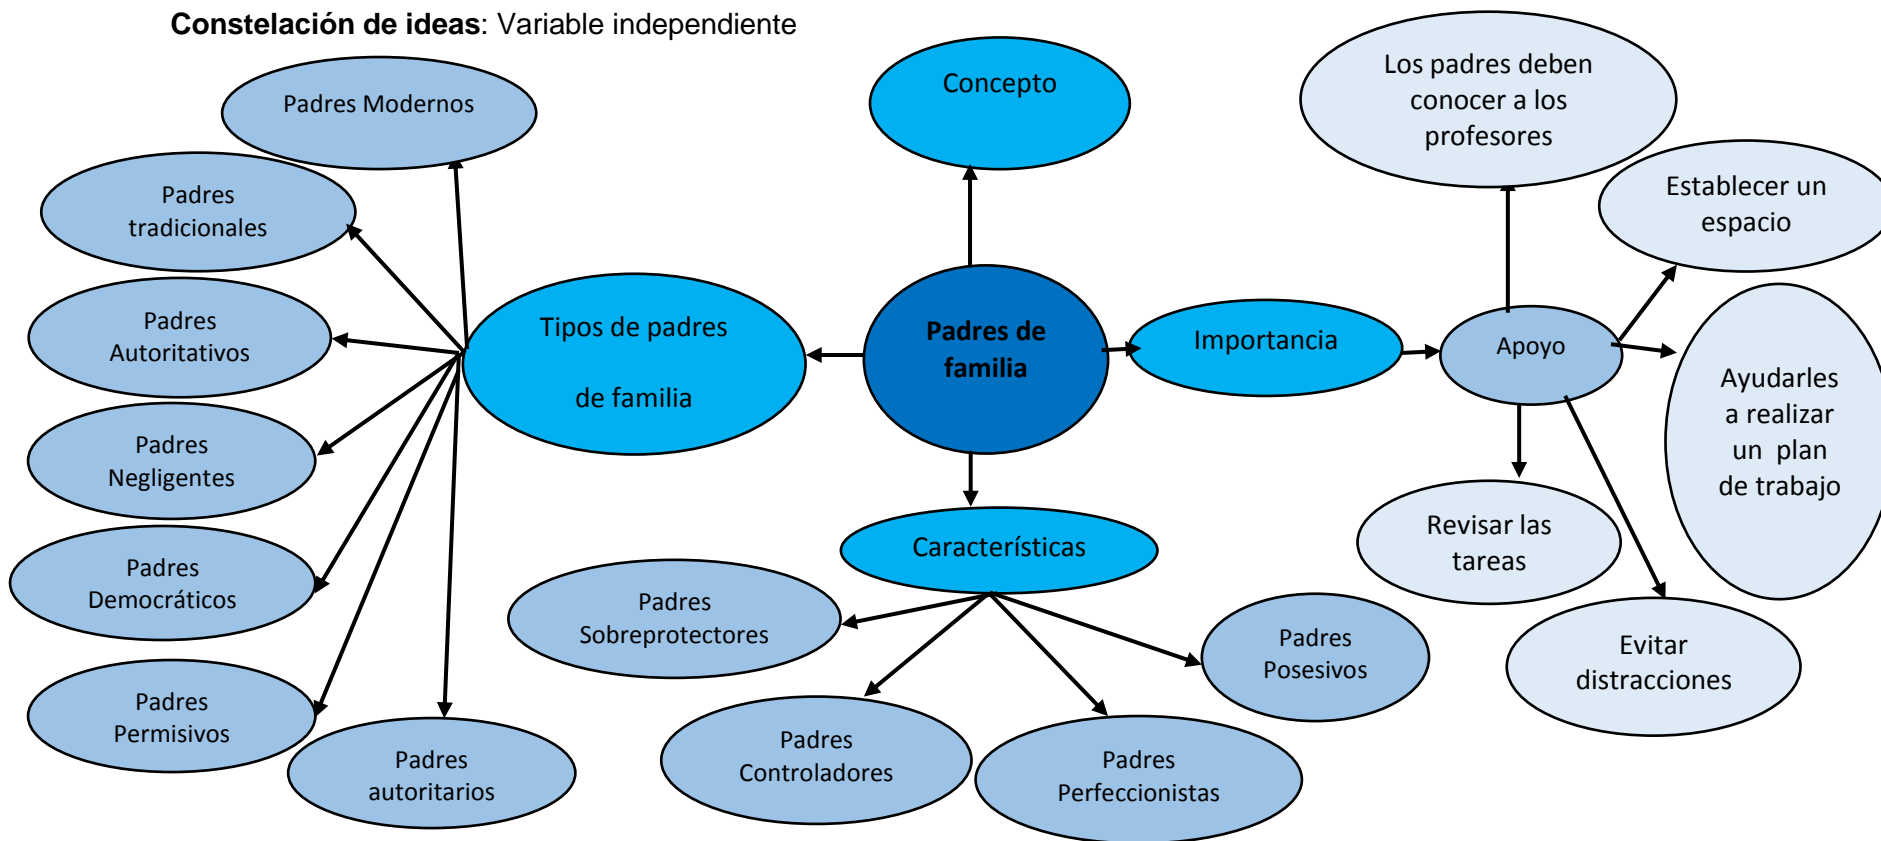 Constelación de ideas: Variable independiente
Padres Modernos
Padres
tradicionales
Padres
Autoritativos
Padres
Negligentes
Padres
Democráticos
Padres
Permisivos
Padres
autoritarios
Tipos de padres
de familia
Concepto
Padres de
familia
Importancia
Características
Padres
Sobreprotectores
Padres
Controladores
Padres
Perfeccionistas
Padres
Posesivos
Apoyo
Los padres deben
conocer a los
profesores
Establecer un
espacio
Ayudarles
a realizar
un plan
de trabajo
Revisar las
tareas
Evitar
distracciones